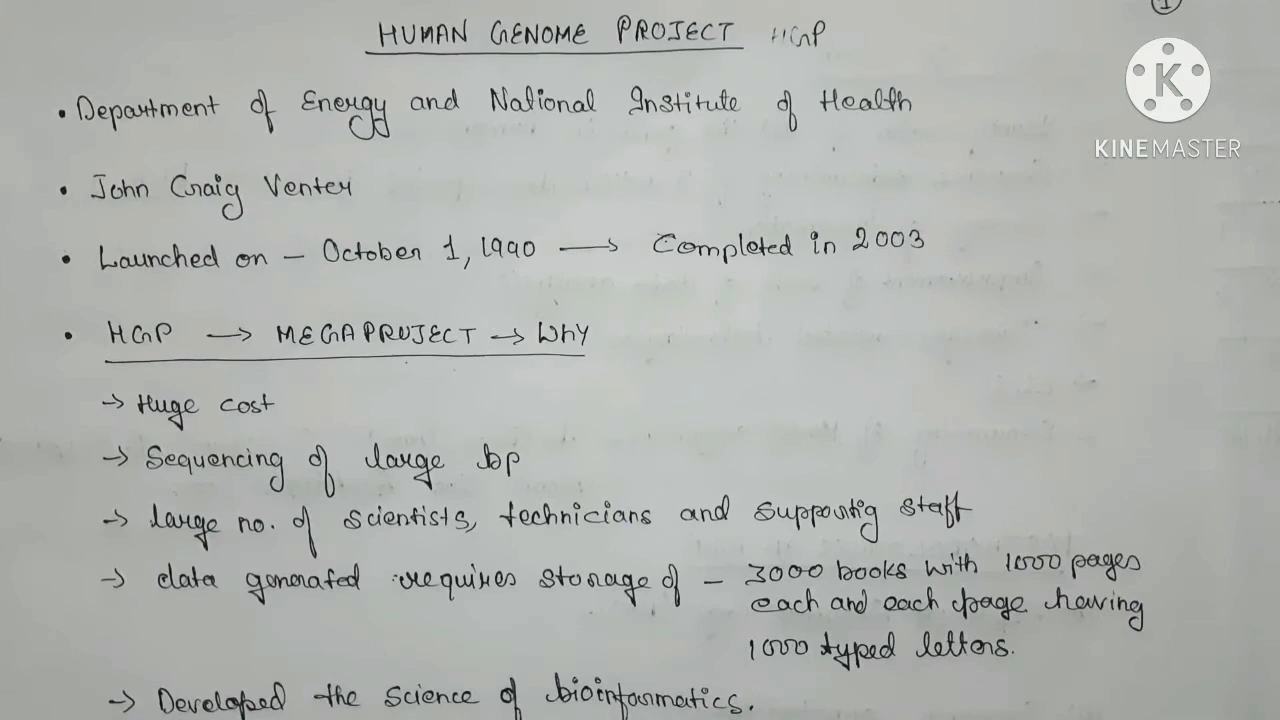 1
HUMAN GENOME PROJECT HGP
K
KINEMASTER
• Department of Energy and National Institute of Health
• John Craig Venter
• Launched on – October 1, 1990 → Completed in 2003
• HGP → MEGAPROJECT → WHY
→ Huge cost
→ Sequencing of large bp
→ large no. of scientists, technicians and supporting staff
→ data generated requires storage of – 3000 books with 1000 pages
each and each page having
1000 typed letters.
→ Developed the science of bioinformatics.